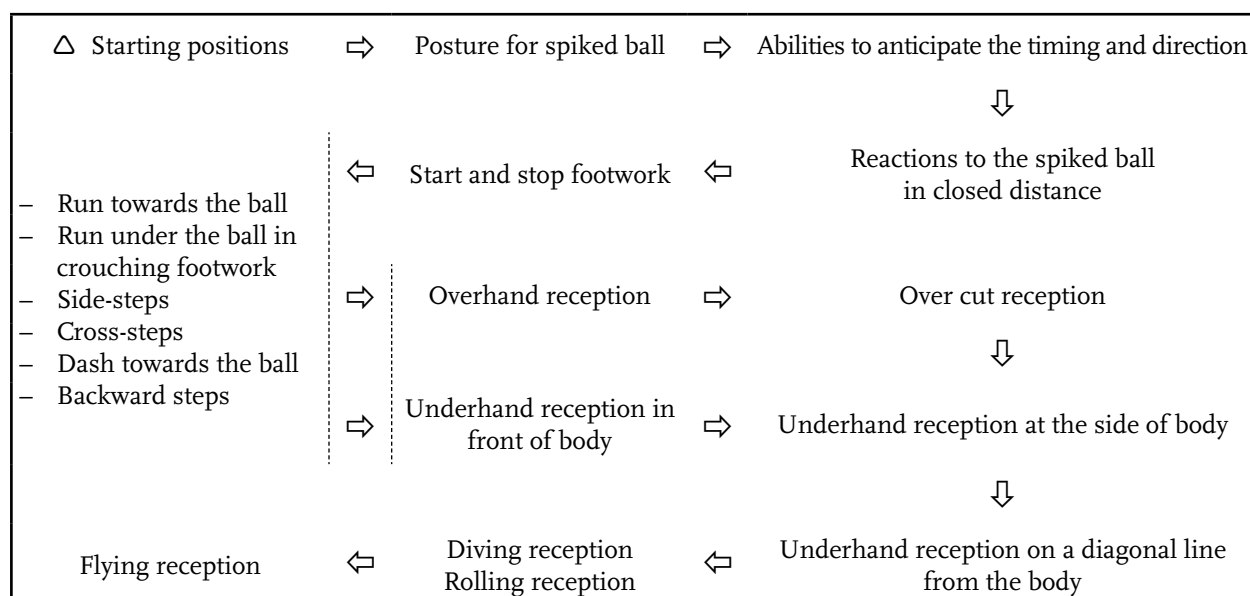 △ Starting positions ⇨ Posture for spiked ball ⇨ Abilities to anticipate the timing and direction
⇩
⇦ Start and stop footwork ⇦ Reactions to the spiked ball
in closed distance
– Run towards the ball
– Run under the ball in
crouching footwork
– Side-steps
– Cross-steps
– Dash towards the ball
– Backward steps
⇨ Overhand reception ⇨ Over cut reception
⇩
⇨ Underhand reception in
front of body
⇨ Underhand reception at the side of body
⇩
Underhand reception on a diagonal line
from the body
⇦ Diving reception
Rolling reception
⇦ Flying reception